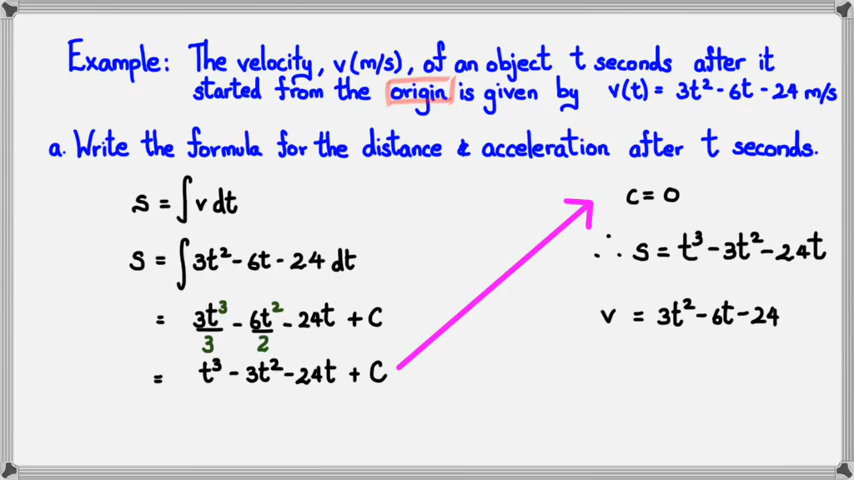 Example: The velocity, v(m/s), of an object t seconds after it
started from the origin is given by v(t) = 3t² - 6t - 24 m/s
a. Write the formula for the distance & acceleration after t seconds.
s = ∫ v dt
s = ∫ 3t² - 6t - 24 dt
= 3t³/3 - 6t²/2 - 24t + C
= t³ - 3t² - 24t + C
c = 0
∴ s = t³ - 3t² - 24t
v = 3t² - 6t - 24